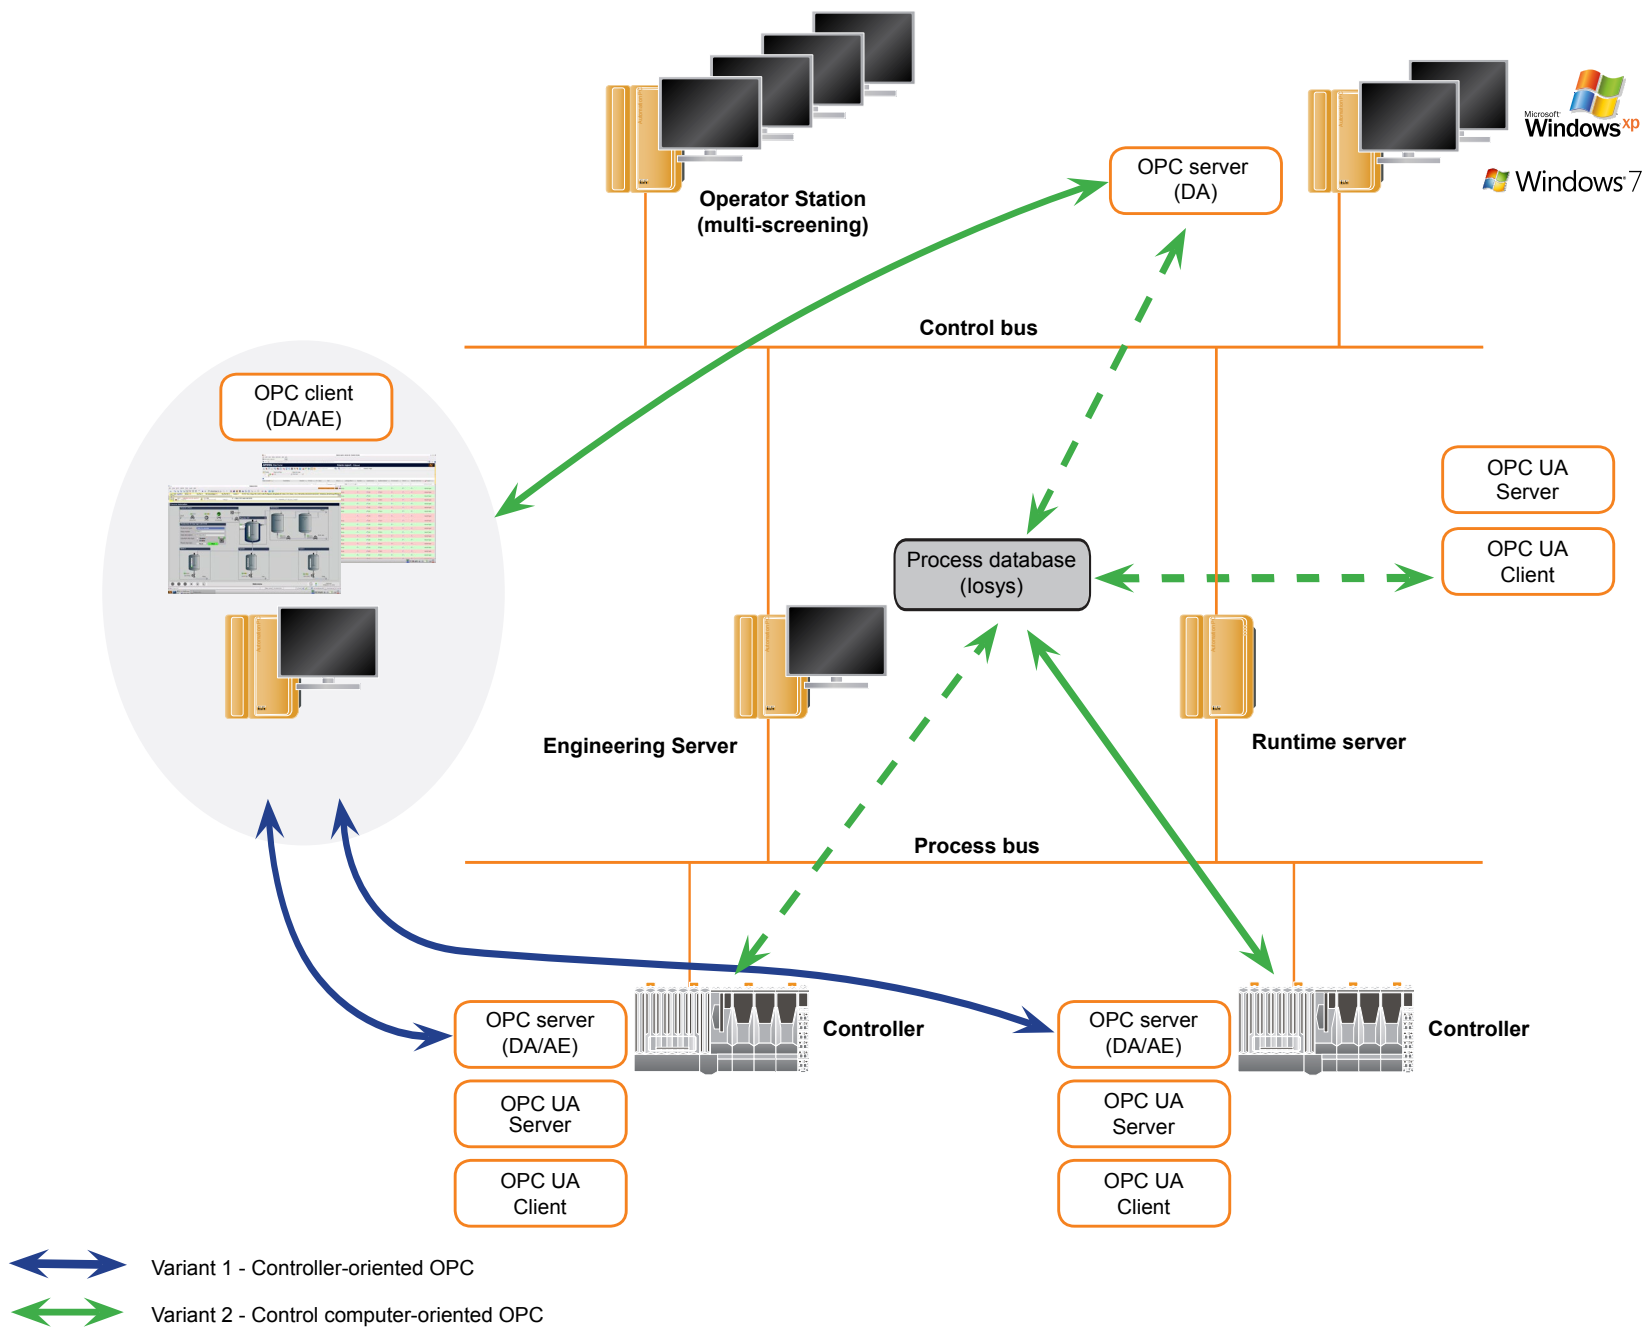 Microsoft
Windows xp
Windows 7
OPC server
(DA)
Operator Station
(multi-screening)
Control bus
OPC client
(DA/AE)
OPC UA
Server
OPC UA
Client
Process database
(Iosys)
Engineering Server
Runtime server
Process bus
OPC server
(DA/AE)
Controller
OPC server
(DA/AE)
Controller
OPC UA
Server
OPC UA
Server
OPC UA
Client
OPC UA
Client
Variant 1 - Controller-oriented OPC
Variant 2 - Control computer-oriented OPC